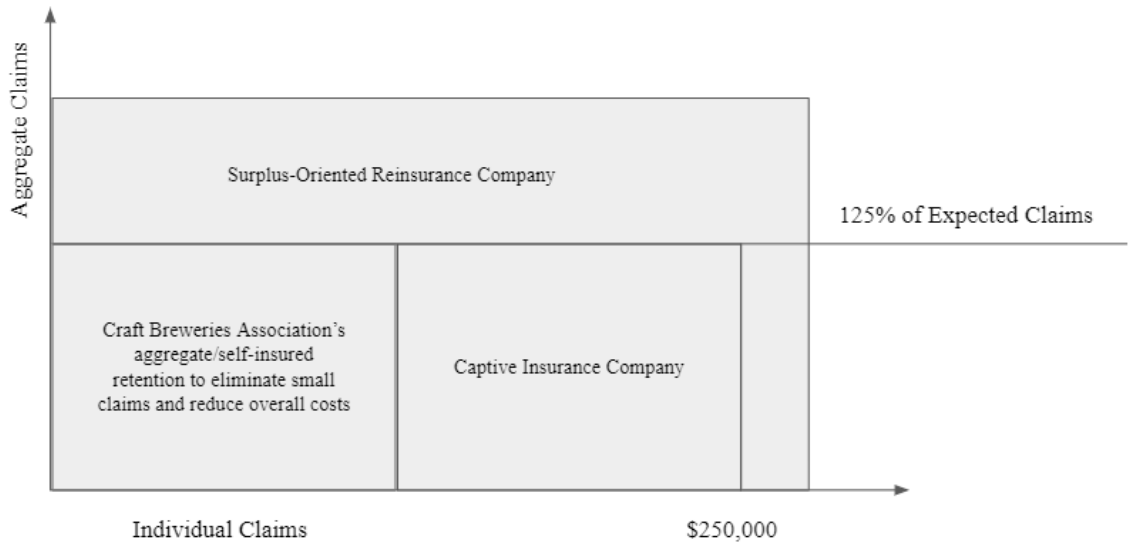 Aggregate Claims
Surplus-Oriented Reinsurance Company
125% of Expected Claims
Craft Breweries Association’s
aggregate/self-insured
retention to eliminate small
claims and reduce overall costs
Captive Insurance Company
Individual Claims
$250,000